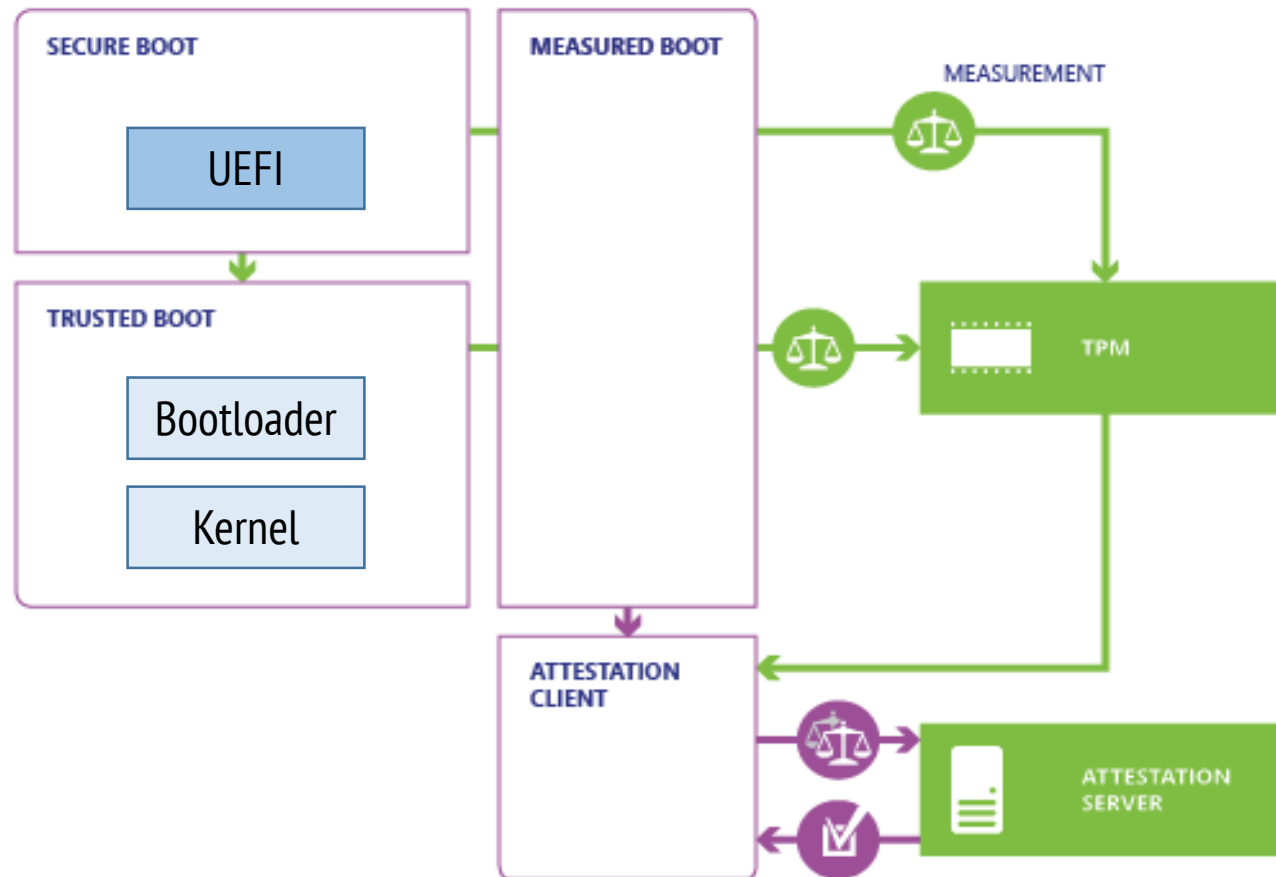 SECURE BOOT
UEFI
MEASURED BOOT
MEASUREMENT
TRUSTED BOOT
Bootloader
Kernel
TPM
ATTESTATION
CLIENT
ATTESTATION
SERVER